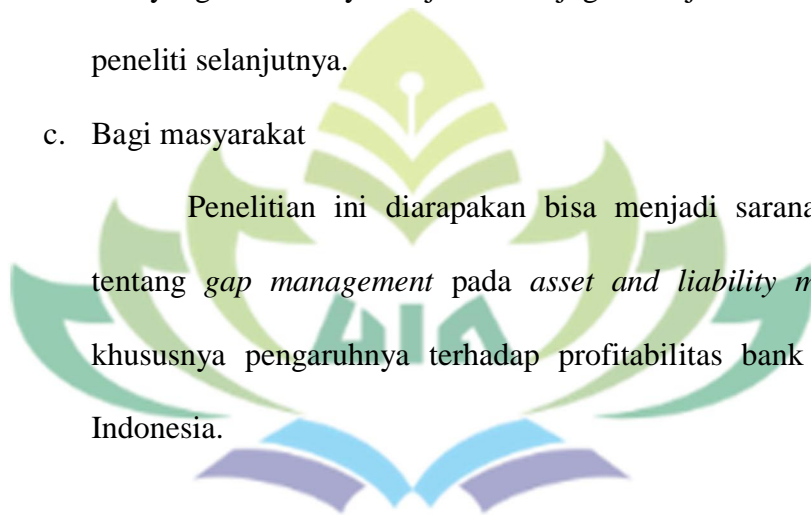 peneliti selanjutnya.
c. Bagi masyarakat
Penelitian ini diarapakan bisa menjadi sarana
tentang gap management pada asset and liability
khususnya pengaruhnya terhadap profitabilitas bank
Indonesia.